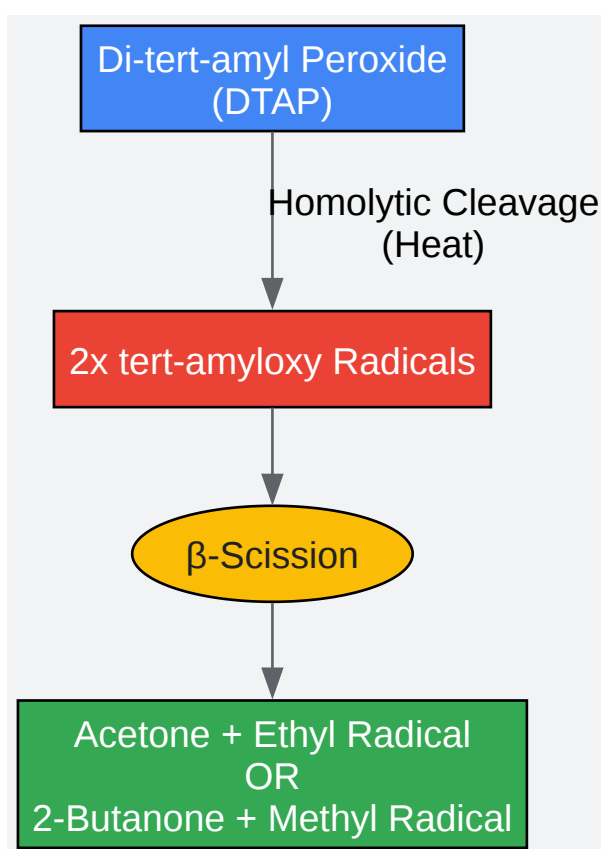 Di-tert-amyl Peroxide
(DTAP)
Homolytic Cleavage
(Heat)
2x tert-amyloxy Radicals
β-Scission
Acetone + Ethyl Radical
OR
2-Butanone + Methyl Radical